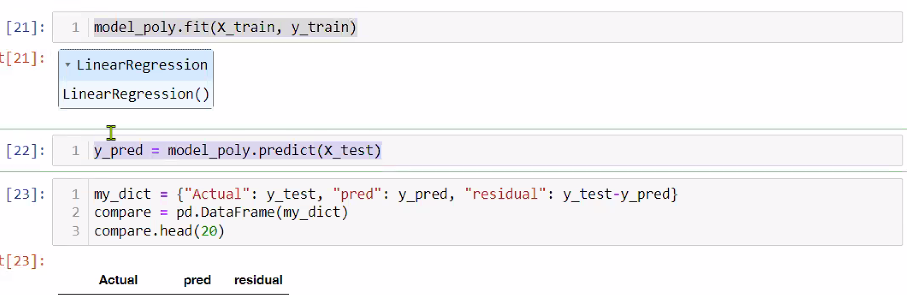 [21]: 1 model_poly.fit(X_train, y_train)
t[21]: ▾ LinearRegression
LinearRegression()
[22]: 1 y_pred = model_poly.predict(X_test)
[23]: 1 my_dict = {"Actual": y_test, "pred": y_pred, "residual": y_test-y_pred}
2 compare = pd.DataFrame(my_dict)
3 compare.head(20)
t[23]:
Actual pred residual